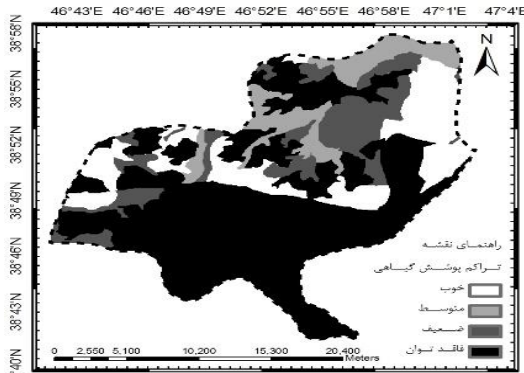 46°43'E 46°46'E 46°49'E 46°52'E 46°55'E 46°58'E 47°1'E 47°4'E
38°58'N
38°55'N
38°52'N
38°49'N
38°46'N
38°43'N
N
راهنمای نقشه
تراکم پوشش گیاهی
خوب
متوسط
ضعیف
فاقد توان
0 2,550 5,100 10,200 15,300 20,400
Meters